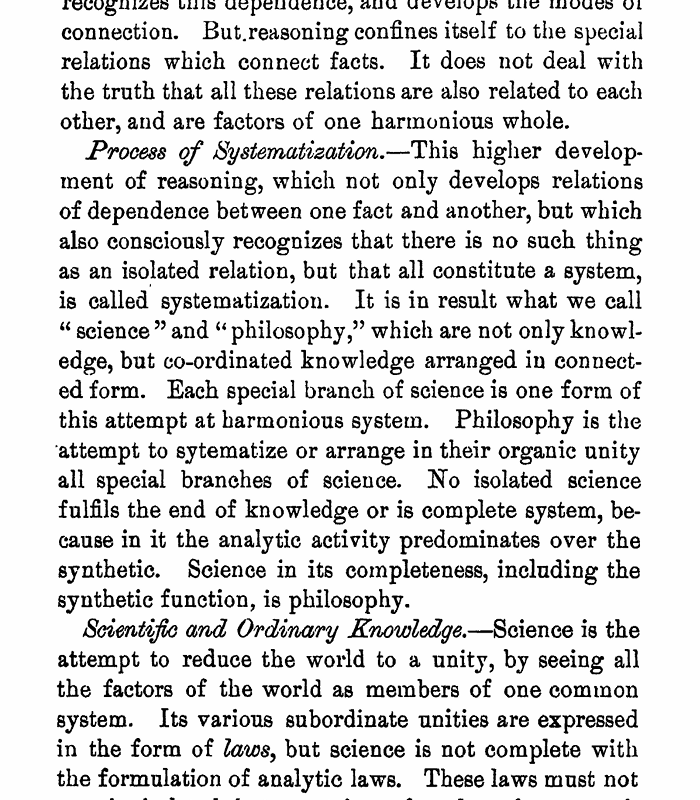 recognizes this dependence, and develops the modes of
connection. But reasoning confines itself to the special
relations which connect facts. It does not deal with
the truth that all these relations are also related to each
other, and are factors of one harmonious whole.
Process of Systematization.—This higher develop-
ment of reasoning, which not only develops relations
of dependence between one fact and another, but which
also consciously recognizes that there is no such thing
as an isolated relation, but that all constitute a system,
is called systematization. It is in result what we call
“science” and “philosophy,” which are not only knowl-
edge, but co-ordinated knowledge arranged in connect-
ed form. Each special branch of science is one form of
this attempt at harmonious system. Philosophy is the
attempt to sytematize or arrange in their organic unity
all special branches of science. No isolated science
fulfils the end of knowledge or is complete system, be-
cause in it the analytic activity predominates over the
synthetic. Science in its completeness, including the
synthetic function, is philosophy.
Scientific and Ordinary Knowledge.—Science is the
attempt to reduce the world to a unity, by seeing all
the factors of the world as members of one common
system. Its various subordinate unities are expressed
in the form of laws, but science is not complete with
the formulation of analytic laws. These laws must not